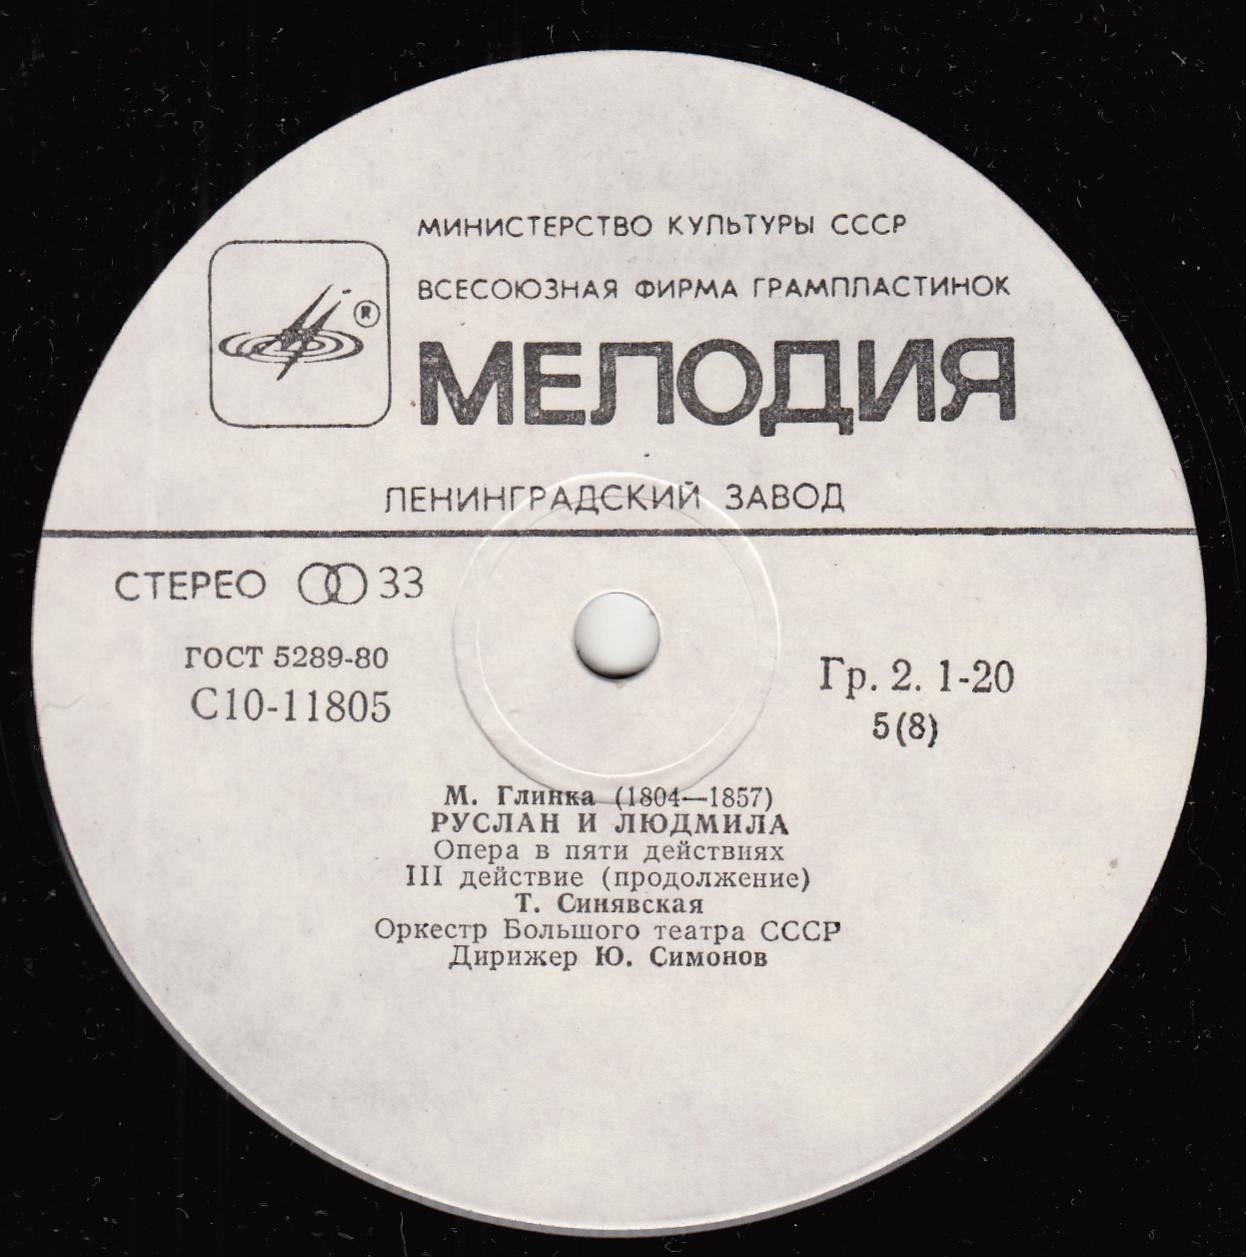 МИНИСТЕРСТВО КУЛЬТУРЫ СССР
ВСЕСОЮЗНАЯ ФИРМА ГРАМПЛАСТИНОК
®
МЕЛОДИЯ
ЛЕНИНГРАДСКИЙ ЗАВОД
СТЕРЕО 33
ГОСТ 5289-80
С10-11805
Гр. 2. 1-20
5(8)
М. Глинка (1804—1857)
РУСЛАН И ЛЮДМИЛА
Опера в пяти действиях
III действие (продолжение)
Т. Синявская
Оркестр Большого театра СССР
Дирижер Ю. Симонов